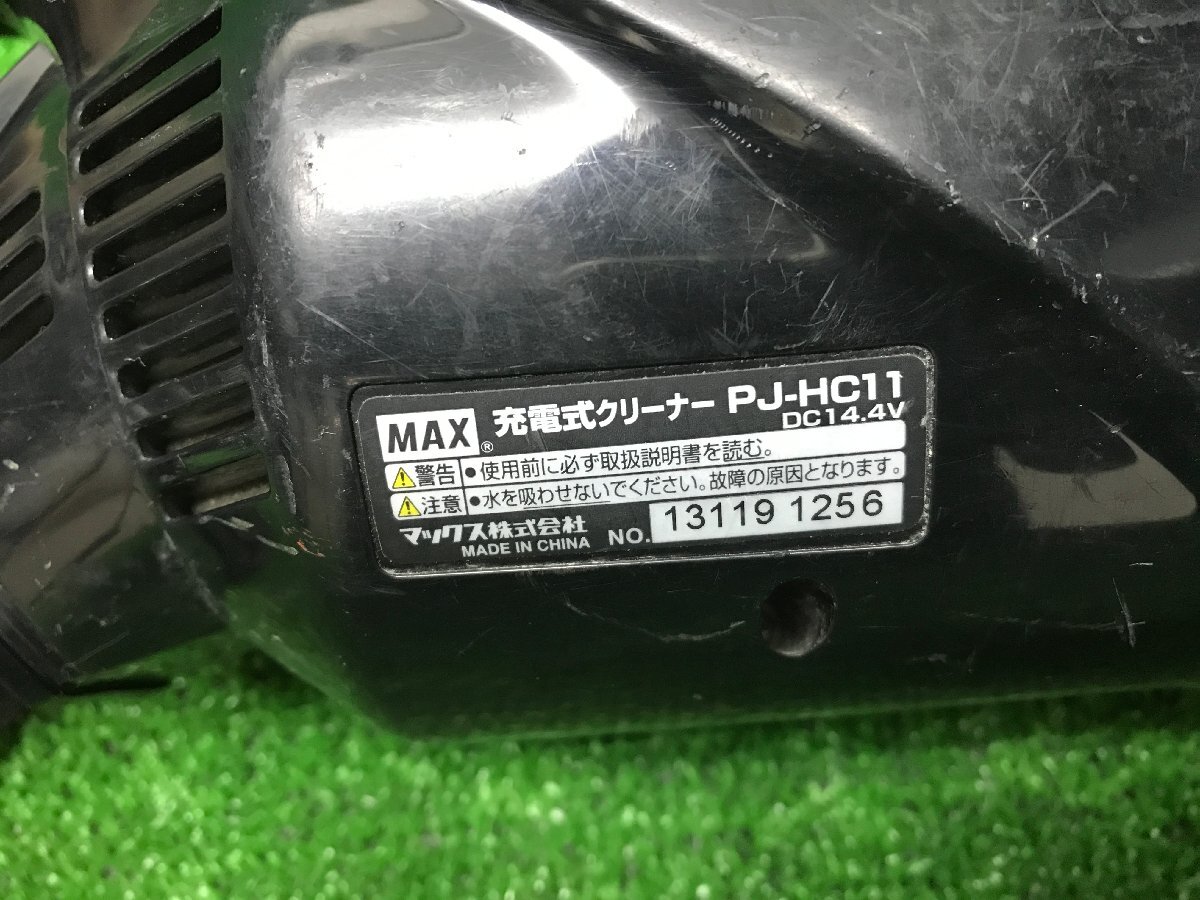 MAX® 充電式クリーナー PJ-HC11
DC14.4V
⚠警告 ●使用前に必ず取扱説明書を読む。
⚠注意 ●水を吸わせないでください。故障の原因となります。
マックス株式会社
MADE IN CHINA NO. 13119 1256